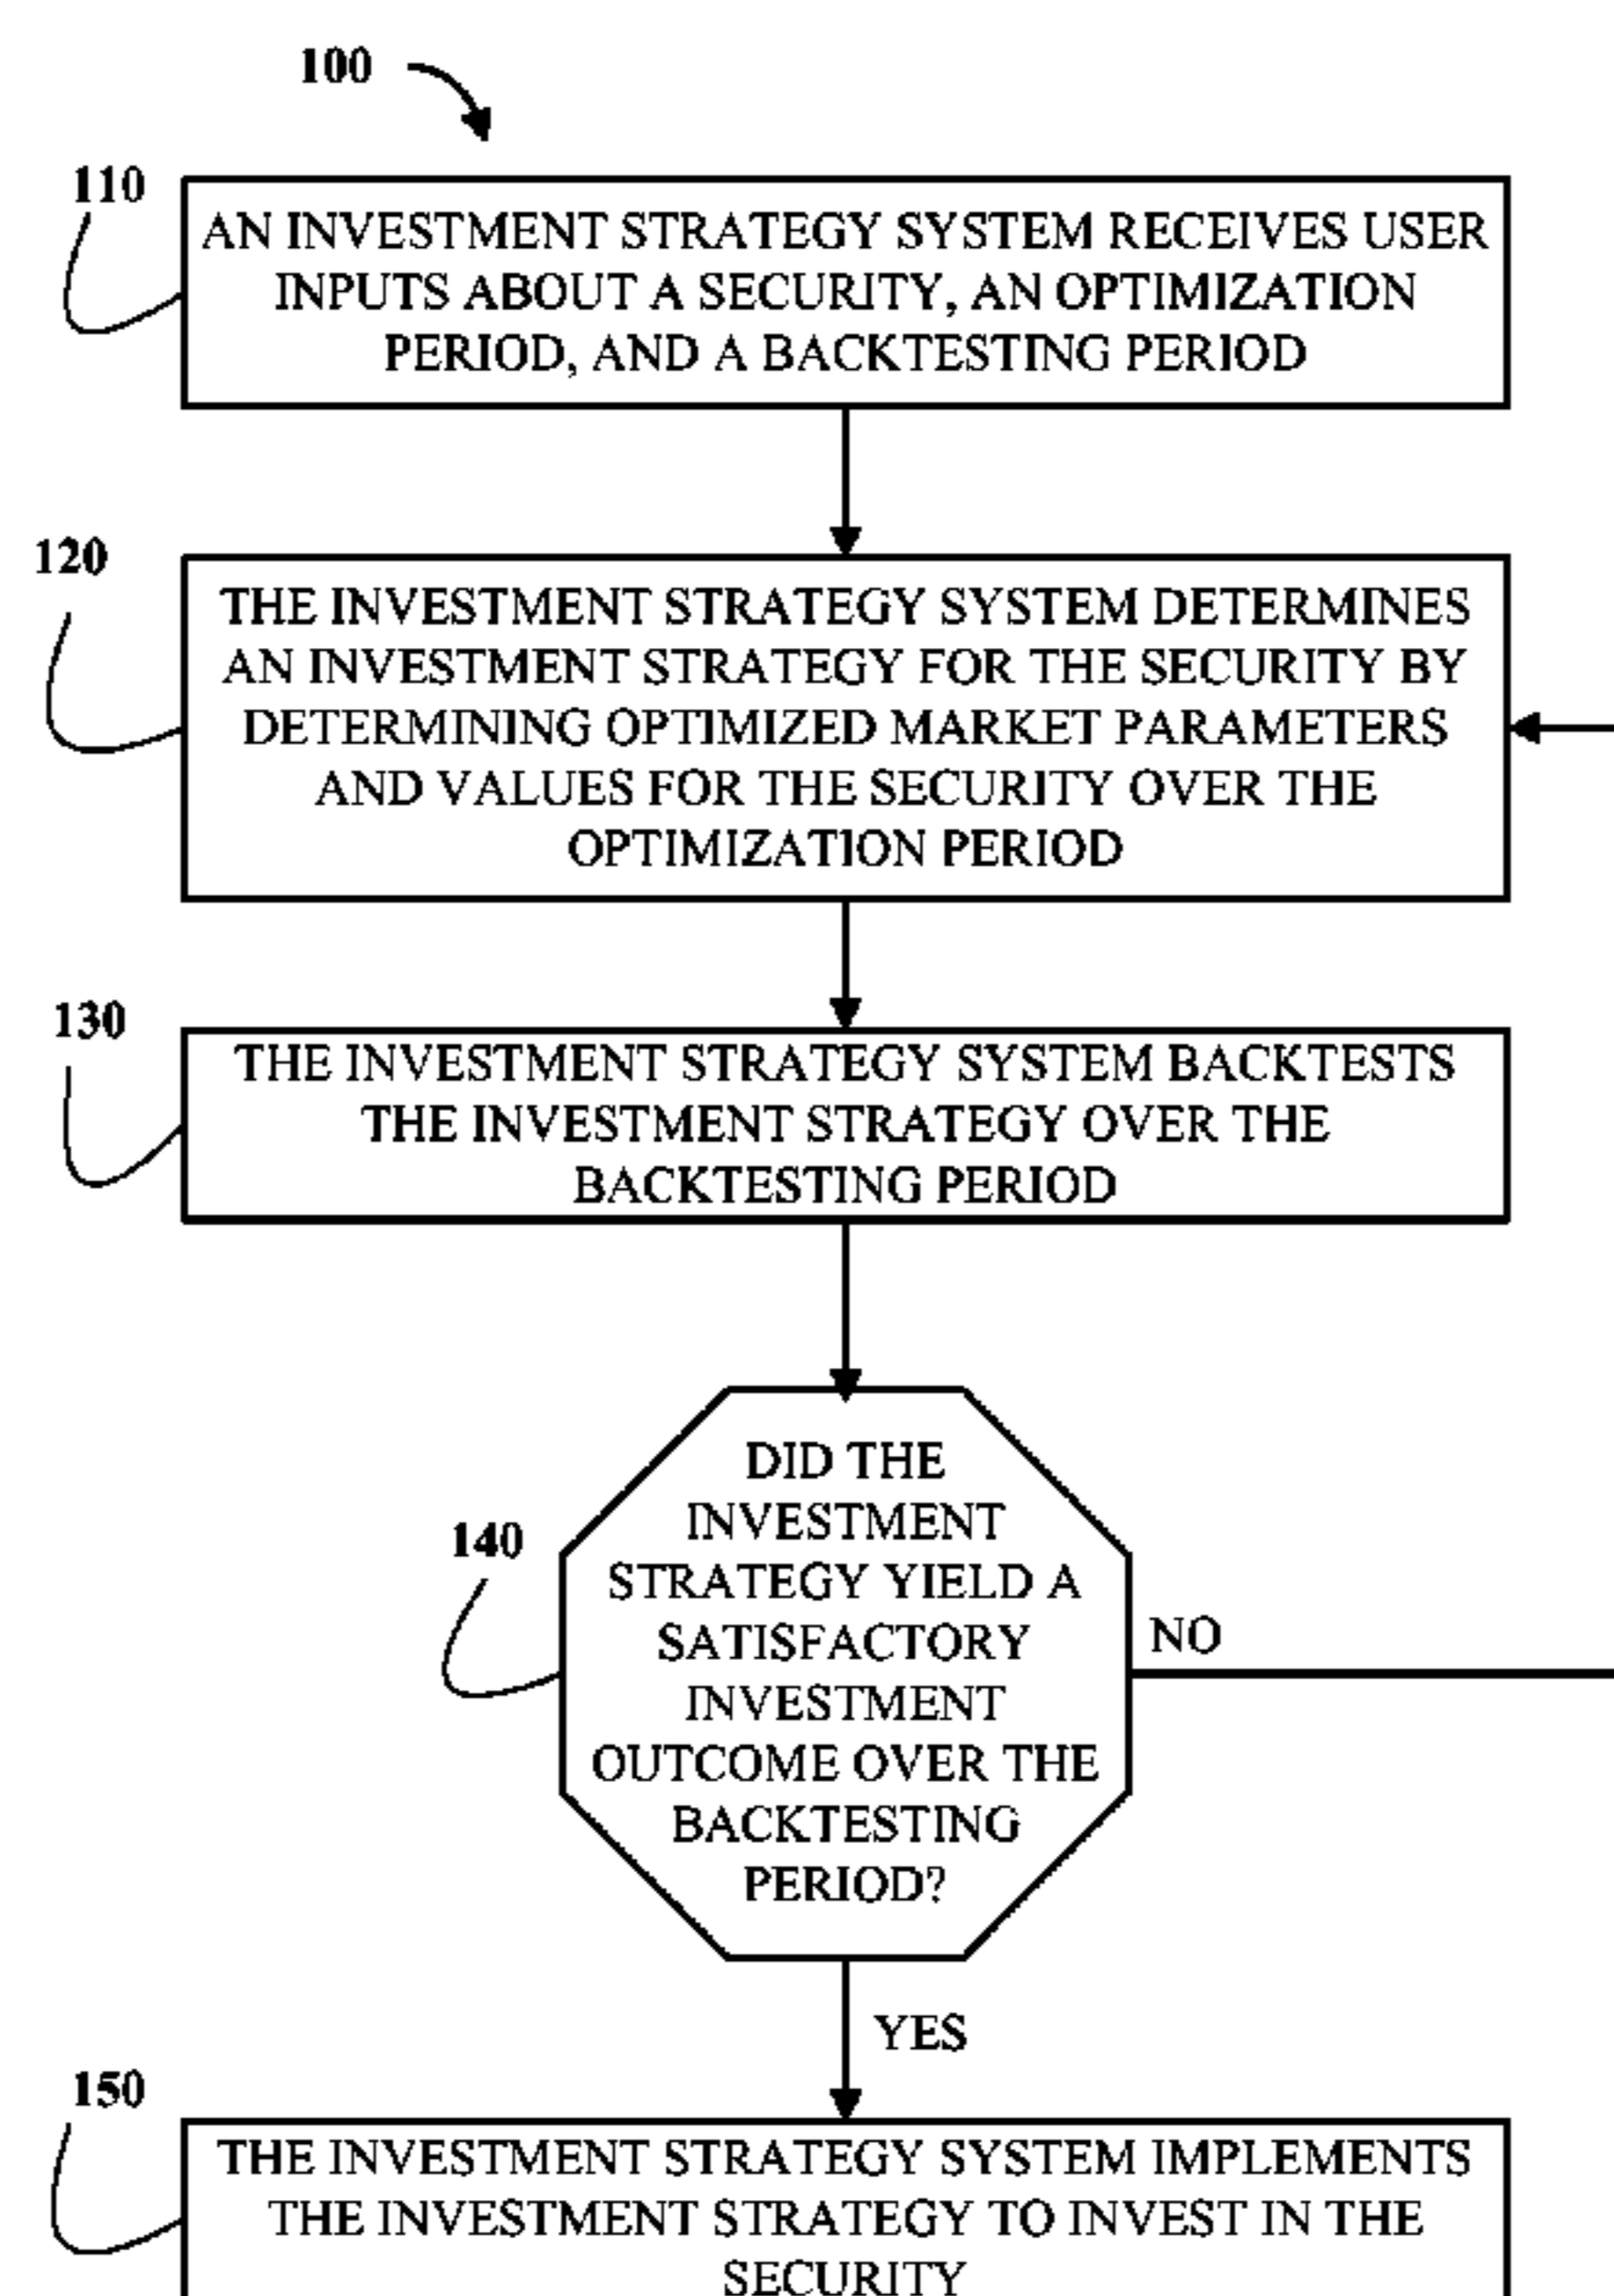 100
110
AN INVESTMENT STRATEGY SYSTEM RECEIVES USER
INPUTS ABOUT A SECURITY, AN OPTIMIZATION
PERIOD, AND A BACKTESTING PERIOD
120
THE INVESTMENT STRATEGY SYSTEM DETERMINES
AN INVESTMENT STRATEGY FOR THE SECURITY BY
DETERMINING OPTIMIZED MARKET PARAMETERS
AND VALUES FOR THE SECURITY OVER THE
OPTIMIZATION PERIOD
130
THE INVESTMENT STRATEGY SYSTEM BACKTESTS
THE INVESTMENT STRATEGY OVER THE
BACKTESTING PERIOD
140
DID THE
INVESTMENT
STRATEGY YIELD A
SATISFACTORY
INVESTMENT
OUTCOME OVER THE
BACKTESTING
PERIOD?
NO
YES
150
THE INVESTMENT STRATEGY SYSTEM IMPLEMENTS
THE INVESTMENT STRATEGY TO INVEST IN THE
SECURITY